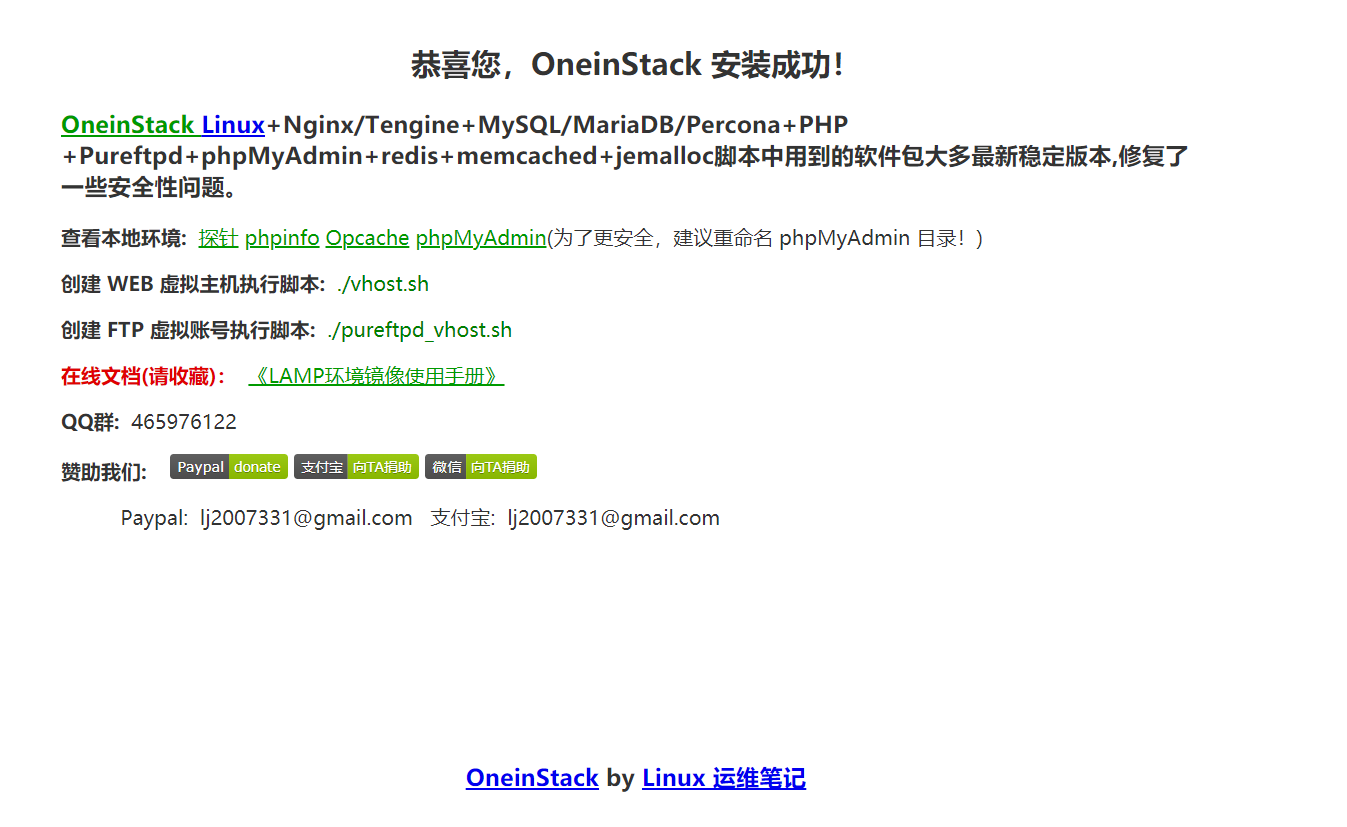 恭喜您，OneinStack 安装成功！
OneinStack Linux+Nginx/Tengine+MySQL/MariaDB/Percona+PHP
+Pureftpd+phpMyAdmin+redis+memcached+jemalloc脚本中用到的软件包大多最新稳定版本,修复了
一些安全性问题。
查看本地环境: 探针 phpinfo Opcache phpMyAdmin(为了更安全，建议重命名 phpMyAdmin 目录！)
创建 WEB 虚拟主机执行脚本: ./vhost.sh
创建 FTP 虚拟账号执行脚本: ./pureftpd_vhost.sh
在线文档(请收藏)： 《LAMP环境镜像使用手册》
QQ群: 465976122
赞助我们: Paypal donate 支付宝 向TA捐助 微信 向TA捐助
Paypal: lj2007331@gmail.com 支付宝: lj2007331@gmail.com
OneinStack by Linux 运维笔记